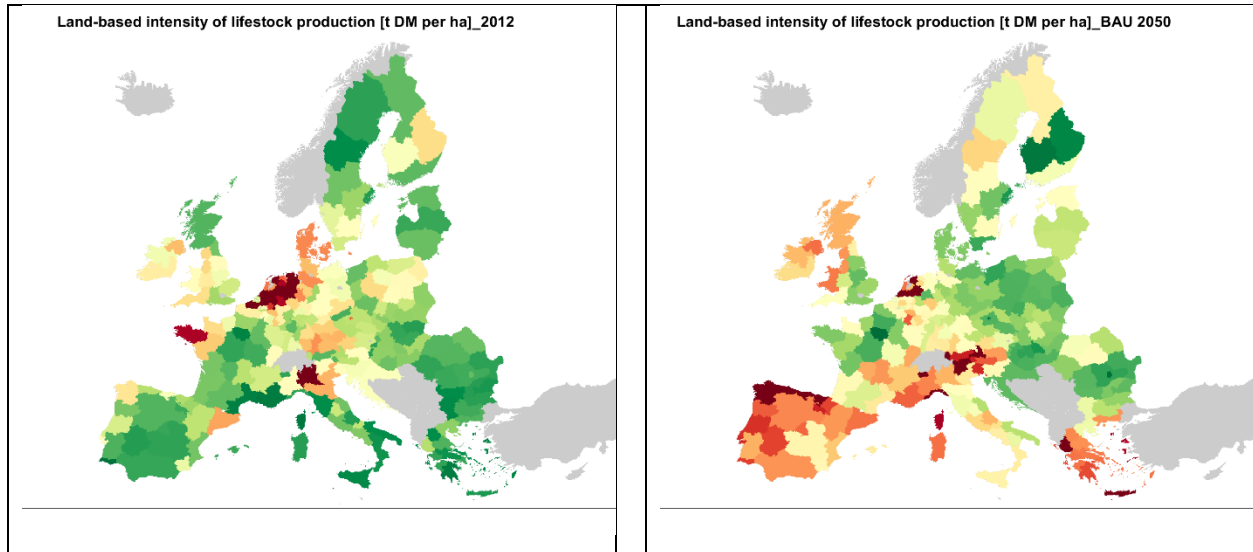 Land-based intensity of lifestock production [t DM per ha]_2012
Land-based intensity of lifestock production [t DM per ha]_BAU 2050